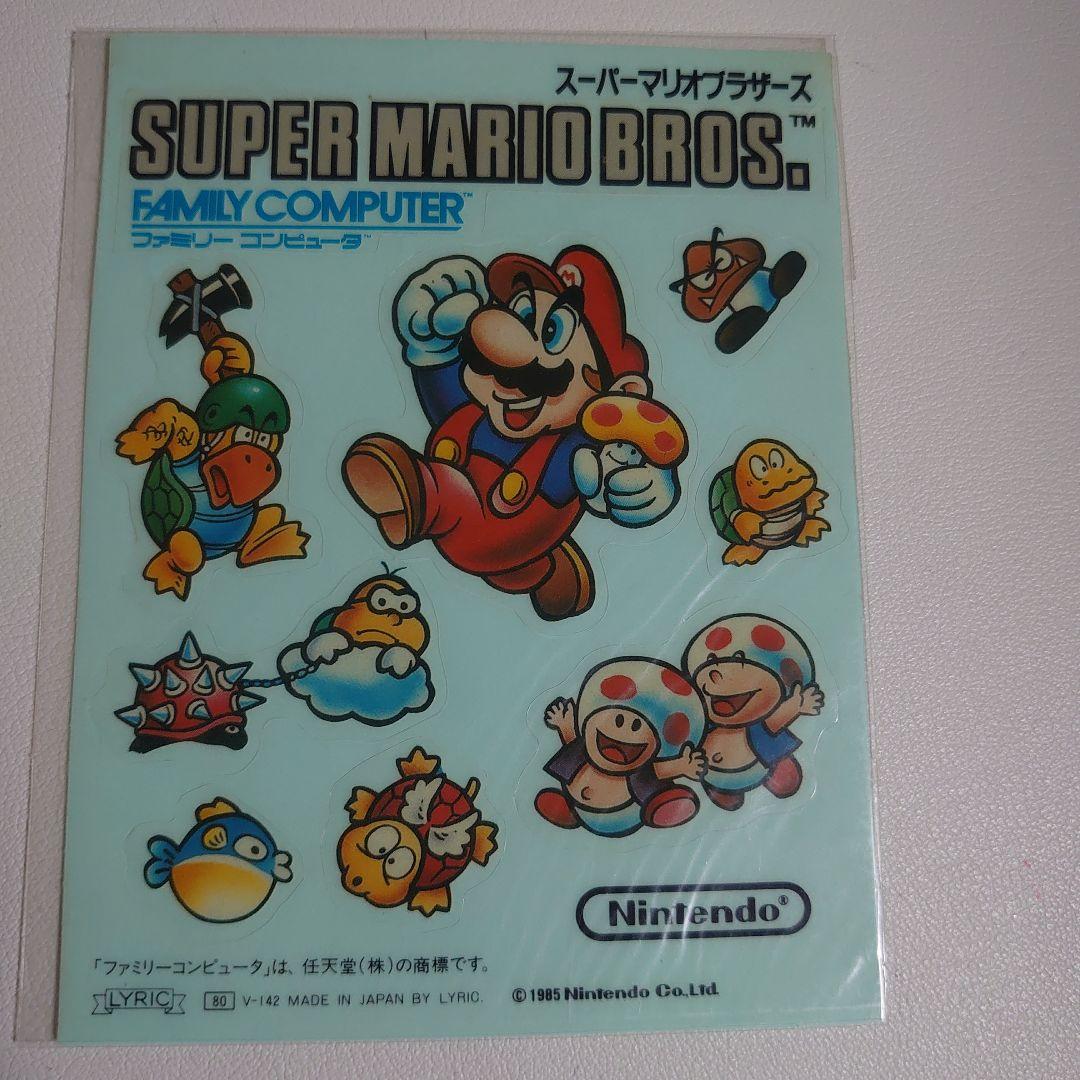 スーパーマリオブラザーズ
SUPER MARIO BROS.™
FAMILY COMPUTER™
ファミリー コンピュータ™
M
Nintendo®
「ファミリーコンピュータ」は、任天堂(株)の商標です。
LYRIC 80 V-142 MADE IN JAPAN BY LYRIC. ©1985 Nintendo Co., Ltd.